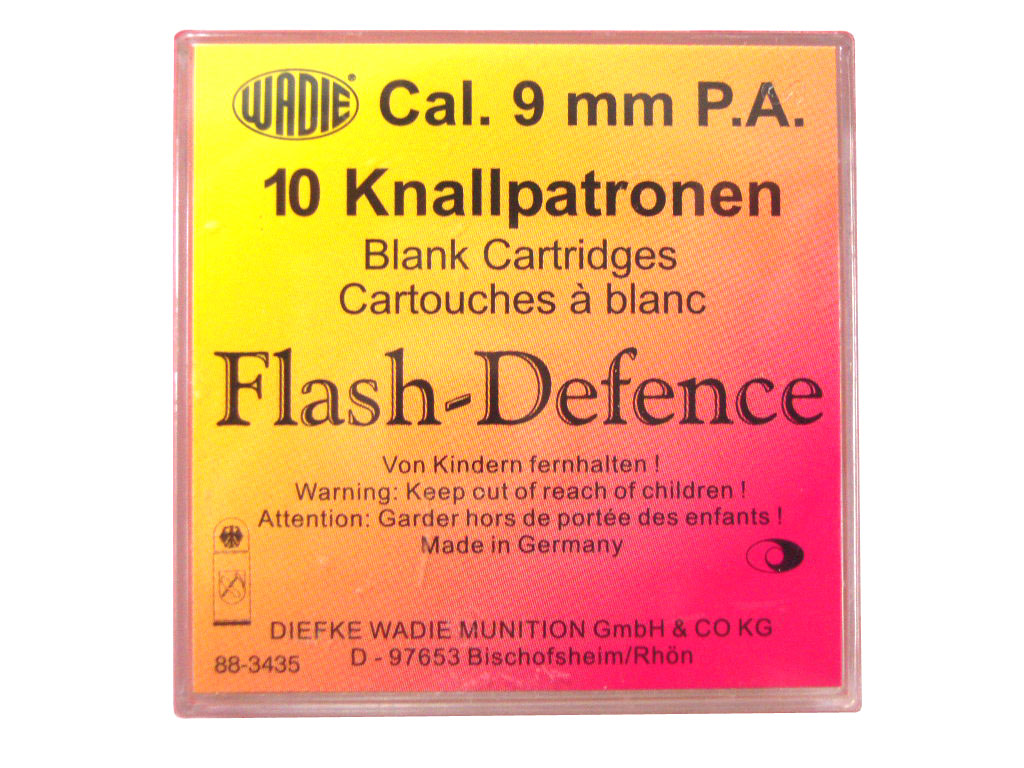 WADIE® Cal. 9 mm P.A.
10 Knallpatronen
Blank Cartridges
Cartouches à blanc
Flash-Defence
Von Kindern fernhalten !
Warning: Keep out of reach of children !
Attention: Garder hors de portée des enfants !
Made in Germany
DIEFKE WADIE MUNITION GmbH & CO KG
D - 97653 Bischofsheim/Rhön
88-3435